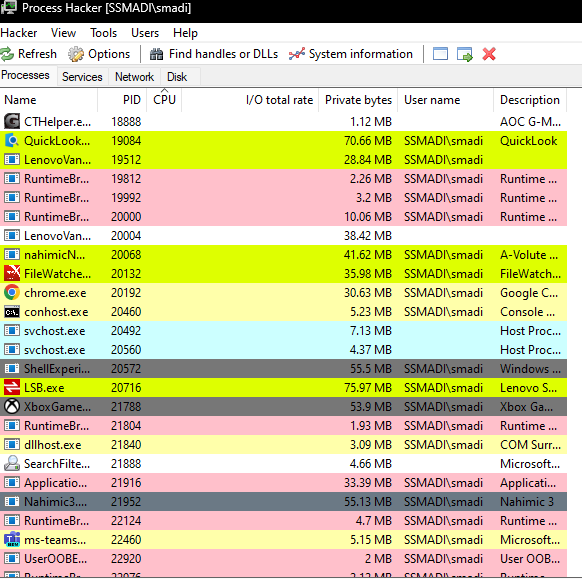 Process Hacker [SSMADI\smadi]
Hacker View Tools Users Help
Refresh Options Find handles or DLLs System information
Processes Services Network Disk
Name PID CPU I/O total rate Private bytes User name Description
CTHelper.e... 18888 1.12 MB AOC G-M...
QuickLook... 19084 70.66 MB SSMADI\smadi QuickLook
LenovoVan... 19512 28.84 MB SSMADI\smadi
RuntimeBr... 19812 2.26 MB SSMADI\smadi Runtime ...
RuntimeBr... 19992 3.2 MB SSMADI\smadi Runtime ...
RuntimeBr... 20000 10.06 MB SSMADI\smadi Runtime ...
LenovoVan... 20004 38.42 MB
nahimicN... 20068 41.62 MB SSMADI\smadi A-Volute ...
FileWatche... 20132 35.98 MB SSMADI\smadi FileWatch...
chrome.exe 20192 30.63 MB SSMADI\smadi Google C...
conhost.exe 20460 5.23 MB SSMADI\smadi Console ...
svchost.exe 20492 7.13 MB Host Proc...
svchost.exe 20560 4.37 MB Host Proc...
ShellExperi... 20572 55.5 MB SSMADI\smadi Windows ...
LSB.exe 20716 75.97 MB SSMADI\smadi Lenovo S...
XboxGame... 21788 53.9 MB SSMADI\smadi Xbox Ga...
RuntimeBr... 21804 1.93 MB SSMADI\smadi Runtime ...
dllhost.exe 21840 3.09 MB SSMADI\smadi COM Surr...
SearchFilte... 21888 4.66 MB Microsoft...
Applicatio... 21916 33.39 MB SSMADI\smadi Applicati...
Nahimic3.... 21952 55.13 MB SSMADI\smadi Nahimic 3
RuntimeBr... 22124 4.7 MB SSMADI\smadi Runtime ...
ms-teams... 22460 5.15 MB SSMADI\smadi Microsoft...
UserOOBE... 22920 2 MB SSMADI\smadi User OO...